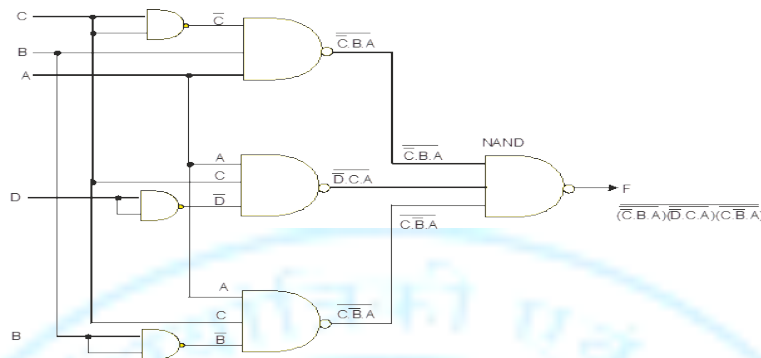 C
C̅
C̅.B.A
B
A
NAND
A
C̅.B.A
C
D̅.C.A
F
D
D̅
(C̅.B.A)(D̅.C.A)(C.B̅.A)
C.B̅.A
A
C
C.B̅.A
B
B̅